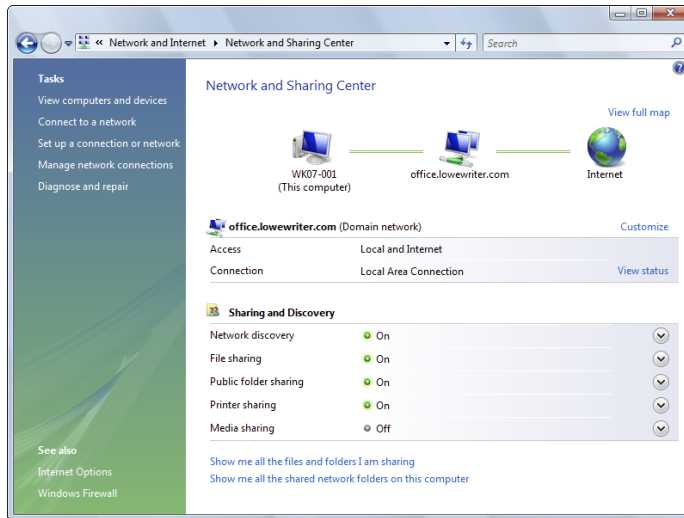 « Network and Internet ▸ Network and Sharing Center
Search
Tasks
View computers and devices
Connect to a network
Set up a connection or network
Manage network connections
Diagnose and repair
See also
Internet Options
Windows Firewall
Network and Sharing Center
View full map
WK07-001
(This computer)
office.lowewriter.com
Internet
office.lowewriter.com (Domain network)
Customize
Access Local and Internet
Connection Local Area Connection View status
Sharing and Discovery
Network discovery On
File sharing On
Public folder sharing On
Printer sharing On
Media sharing Off
Show me all the files and folders I am sharing
Show me all the shared network folders on this computer